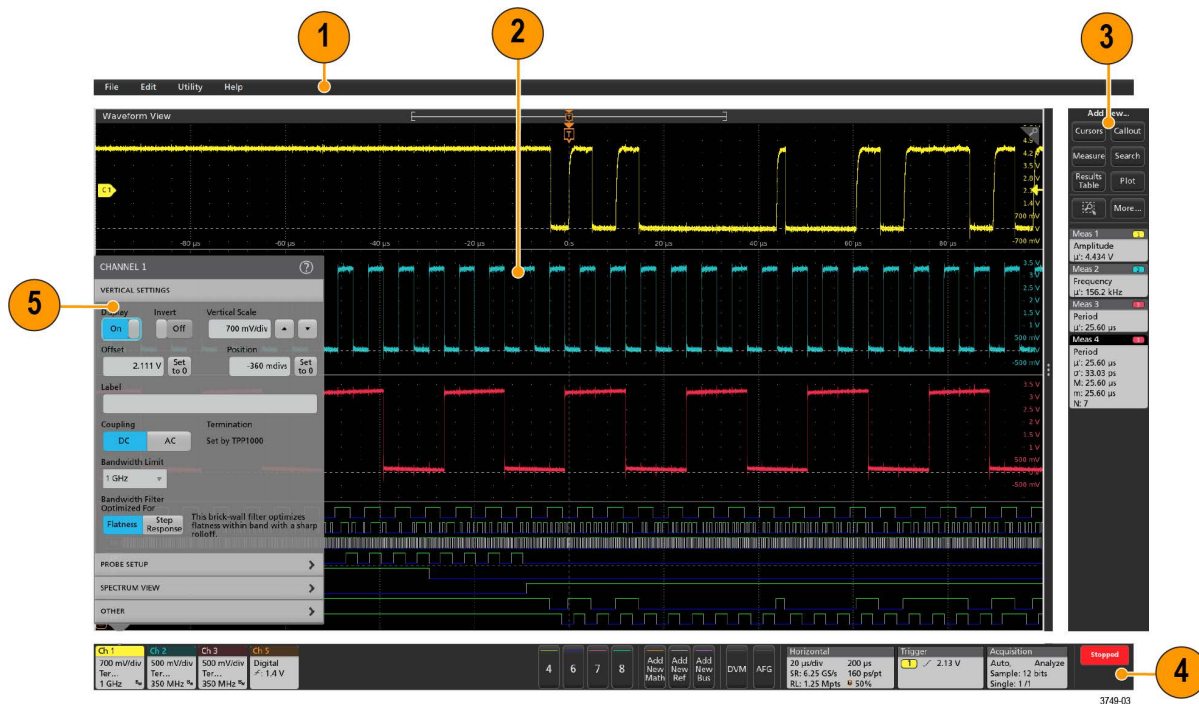 1
2
3
File Edit Utility Help
Waveform View
T
T
4.2 V
3.5 V
2.8 V
1.4 V
700 mV
-700 mV
C1
-80 µs -60 µs -40 µs -20 µs 0 s 20 µs 40 µs 60 µs 80 µs
3.5 V
3 V
2.5 V
2 V
1.5 V
1 V
500 mV
-500 mV
3.5 V
3 V
2.5 V
2 V
1.5 V
1 V
500 mV
-500 mV
5
CHANNEL 1 ?
VERTICAL SETTINGS
Display Invert Vertical Scale
On Off 700 mV/div
Offset Position
2.111 V Set to 0 -360 mdivs Set to 0
Label
Coupling Termination
DC AC Set by TPP1000
Bandwidth Limit
1 GHz
Bandwidth Filter
Optimized For
Flatness Step Response This brick-wall filter optimizes
flatness within band with a sharp
rolloff.
PROBE SETUP
SPECTRUM VIEW
OTHER
Add New...
Cursors Callout
Measure Search
Results Table Plot
More...
Meas 1 1
Amplitude
µ': 4.434 V
Meas 2 2
Frequency
µ': 156.2 kHz
Meas 3 3
Period
µ': 25.60 µs
Meas 4 3
Period
µ': 25.60 µs
σ': 33.03 ps
M: 25.60 µs
m: 25.60 µs
N: 7
Ch 1
700 mV/div
Ter...
1 GHz
Ch 2
500 mV/div
Ter...
350 MHz
Ch 3
500 mV/div
Ter...
350 MHz
Ch 5
Digital
1.4 V
4 6 7 8
Add New Math
Add New Ref
Add New Bus
DVM AFG
Horizontal
20 µs/div 200 µs
SR: 6.25 GS/s 160 ps/pt
RL: 1.25 Mpts 50%
Trigger
1 2.13 V
Acquisition
Auto, Analyze
Sample: 12 bits
Single: 1 /1
Stopped
4
3749-03